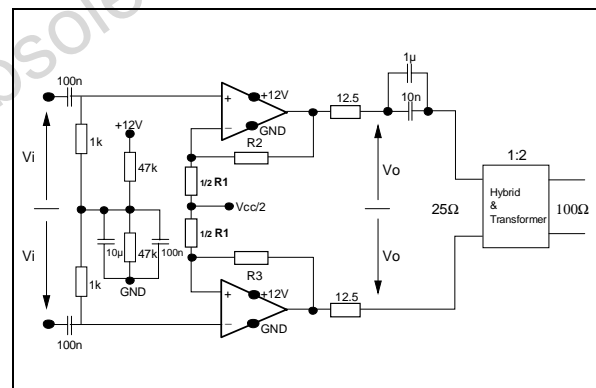 bsole
100n
+12V
1k
47k
Vi
+
−
+12V
GND
R2
1/2 R1
Vcc/2
1/2 R1
R3
12.5
1µ
10n
Vo
1:2
Hybrid
&
Transformer
25Ω
100Ω
Vi
1k
10µ
47k
100n
GND
100n
+
−
+12V
GND
12.5
Vo